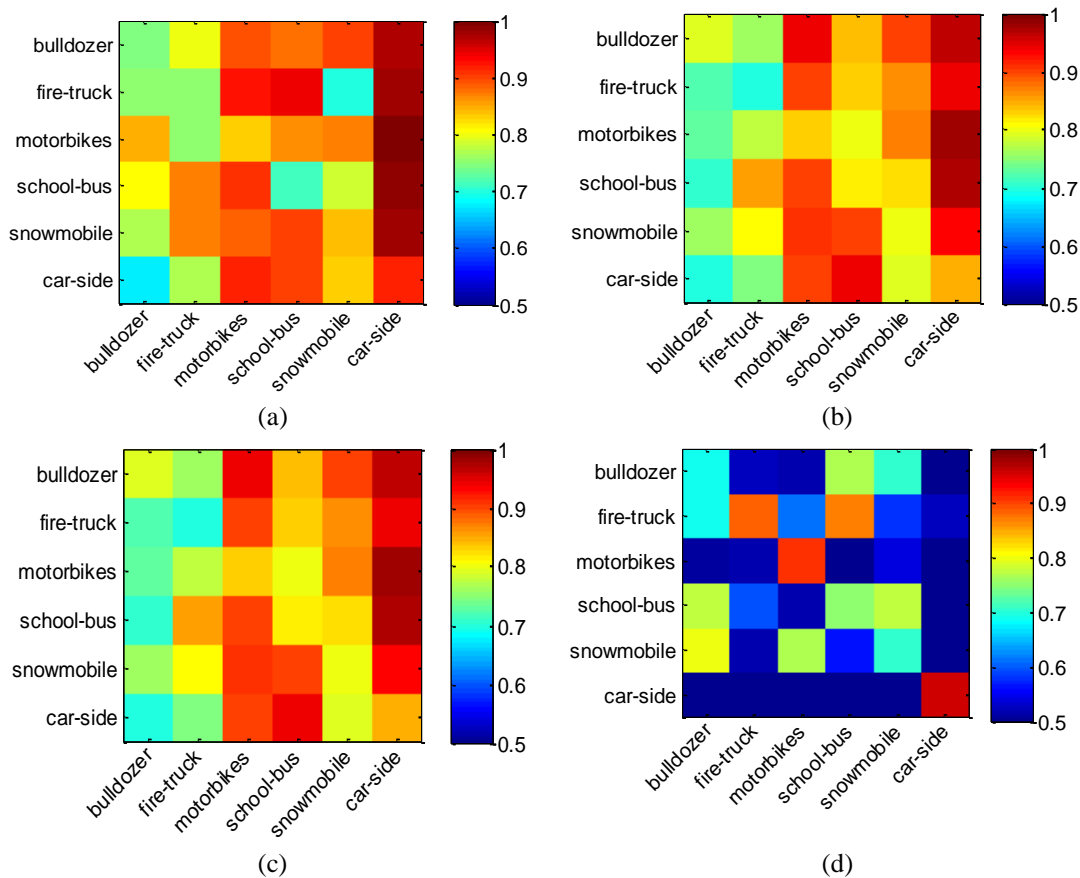 bulldozer
fire-truck
motorbikes
school-bus
snowmobile
car-side
bulldozer
fire-truck
motorbikes
school-bus
snowmobile
car-side
1
0.9
0.8
0.7
0.6
0.5
(a)
bulldozer
fire-truck
motorbikes
school-bus
snowmobile
car-side
bulldozer
fire-truck
motorbikes
school-bus
snowmobile
car-side
1
0.9
0.8
0.7
0.6
0.5
(b)
bulldozer
fire-truck
motorbikes
school-bus
snowmobile
car-side
bulldozer
fire-truck
motorbikes
school-bus
snowmobile
car-side
1
0.9
0.8
0.7
0.6
0.5
(c)
bulldozer
fire-truck
motorbikes
school-bus
snowmobile
car-side
bulldozer
fire-truck
motorbikes
school-bus
snowmobile
car-side
1
0.9
0.8
0.7
0.6
0.5
(d)